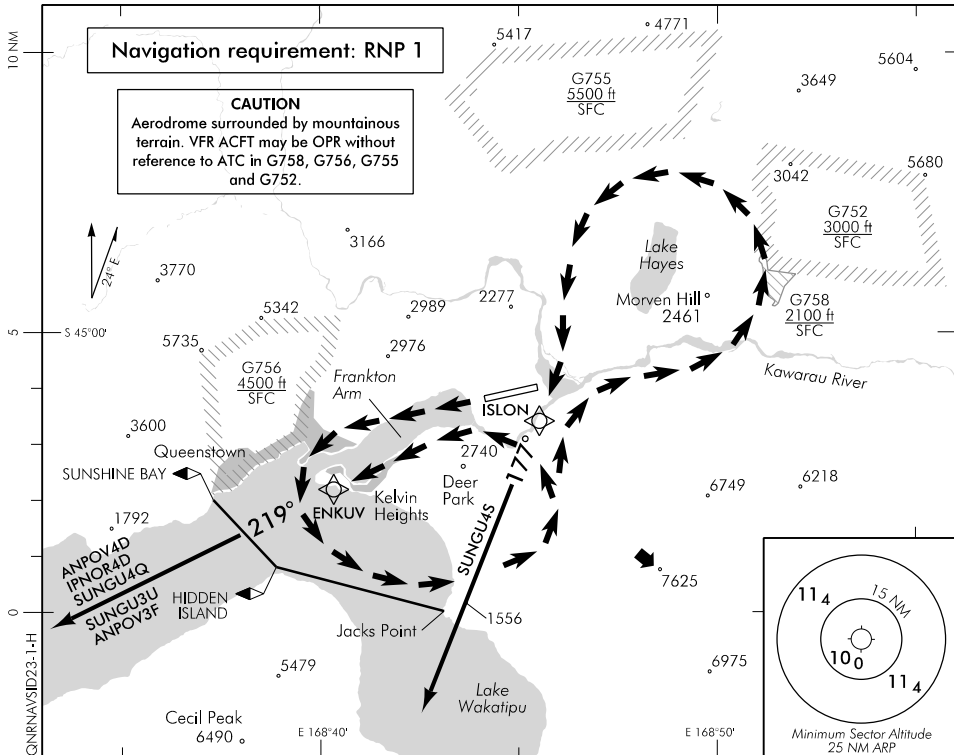 10 NM
Navigation requirement: RNP 1
CAUTION
Aerodrome surrounded by mountainous
terrain. VFR ACFT may be OPR without
reference to ATC in G758, G756, G755
and G752.
5417
4771
5604
3649
G755
5500 ft
SFC
3042
5680
G752
3000 ft
SFC
24° E
3166
3770
5342
2989
2277
Lake
Hayes
Morven Hill
2461
G758
2100 ft
SFC
5
S 45°00'
5735
2976
G756
4500 ft
SFC
Frankton
Arm
ISLON
Kawarau River
3600
Queenstown
SUNSHINE BAY
2740
177°
Deer
Park
Kelvin
Heights
ENKUV
219°
SUNGU4S
6749
6218
1792
ANPOV4D
IPNOR4D
SUNGU4Q
SUNGU3U
ANPOV3F
HIDDEN
ISLAND
7625
0
Jacks Point
1556
5479
6975
Lake
Wakatipu
Cecil Peak
6490
E 168°40'
E 168°50'
15 NM
11 4
10 0
11 4
Minimum Sector Altitude
25 NM ARP
QNRNAVSID23-1-H